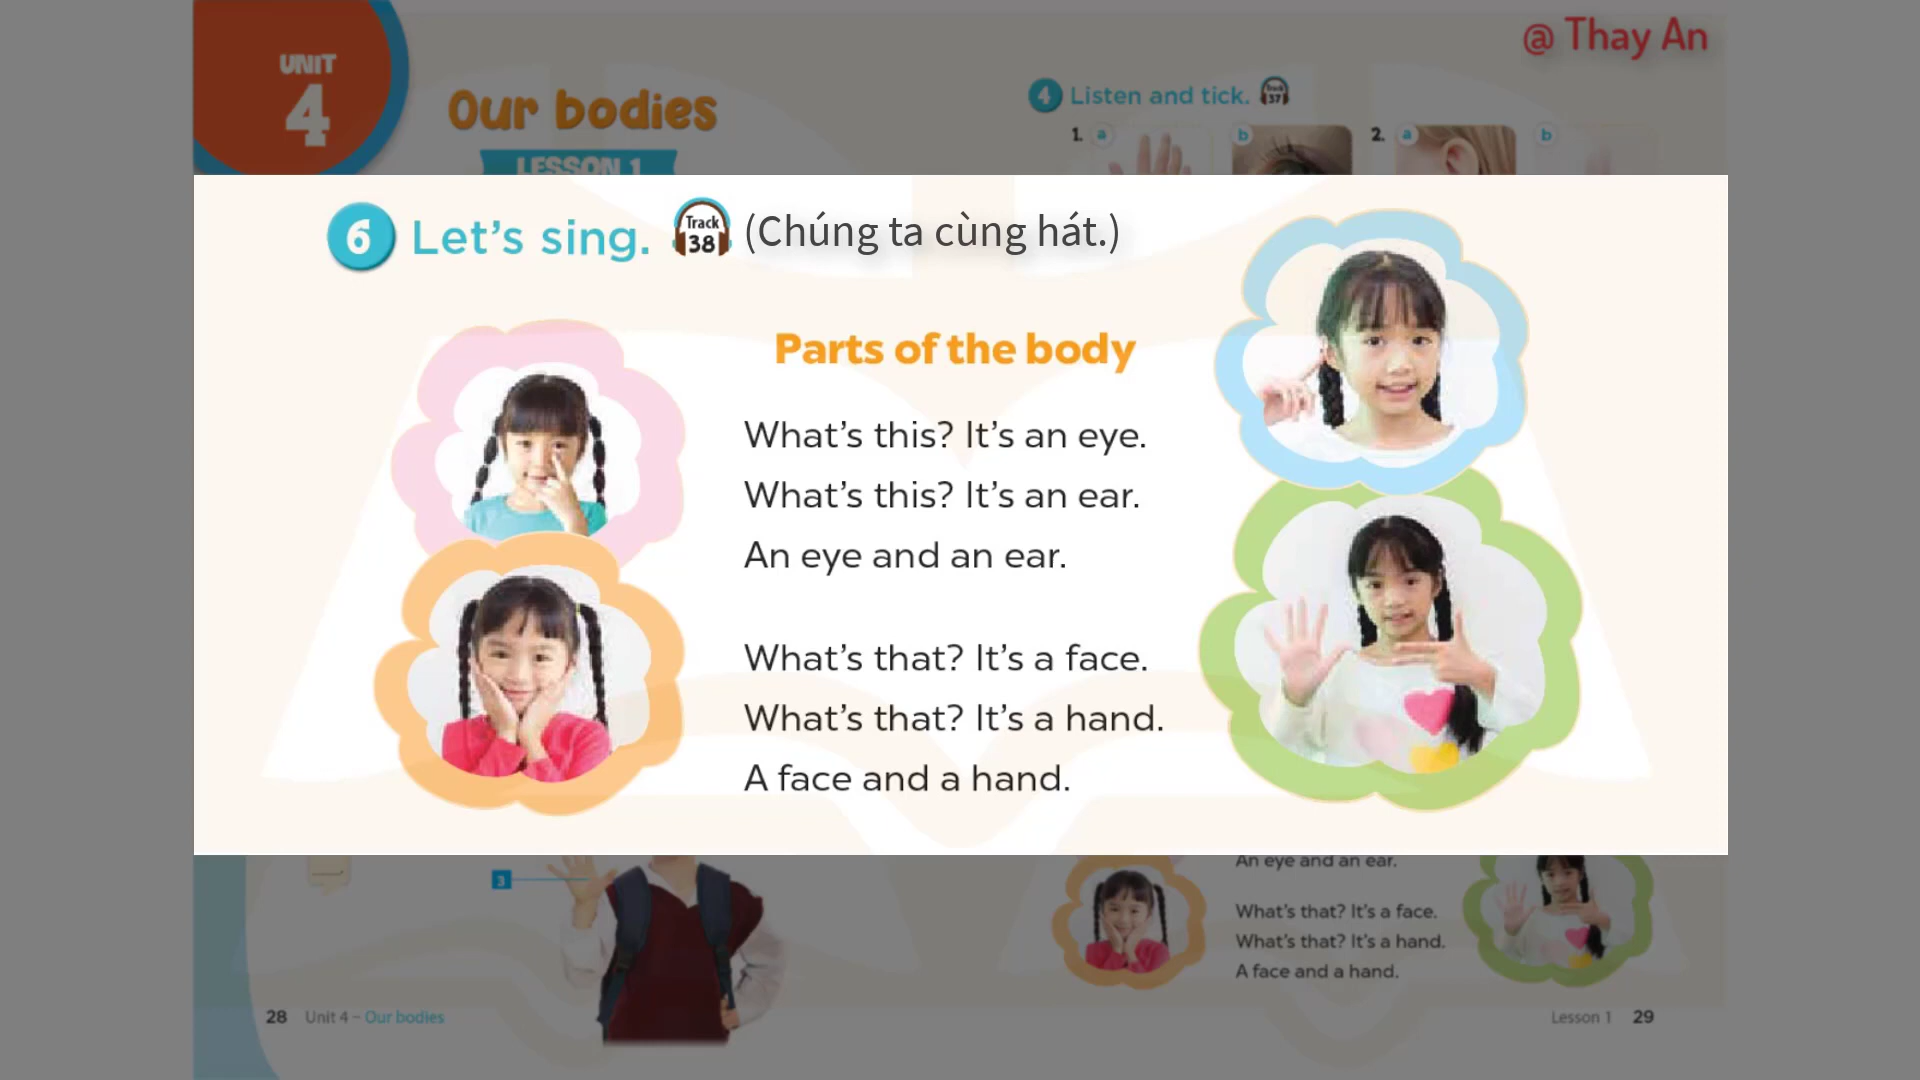 @ Thay An
UNIT
4
Our bodies
LESSON 1
4 Listen and tick. Track 37
1. a b 2. a b
6 Let's sing. Track 38 (Chúng ta cùng hát.)
Parts of the body
What's this? It's an eye.
What's this? It's an ear.
An eye and an ear.
What's that? It's a face.
What's that? It's a hand.
A face and a hand.
3
An eye and an ear.
What's that? It's a face.
What's that? It's a hand.
A face and a hand.
28 Unit 4 – Our bodies
Lesson 1 29